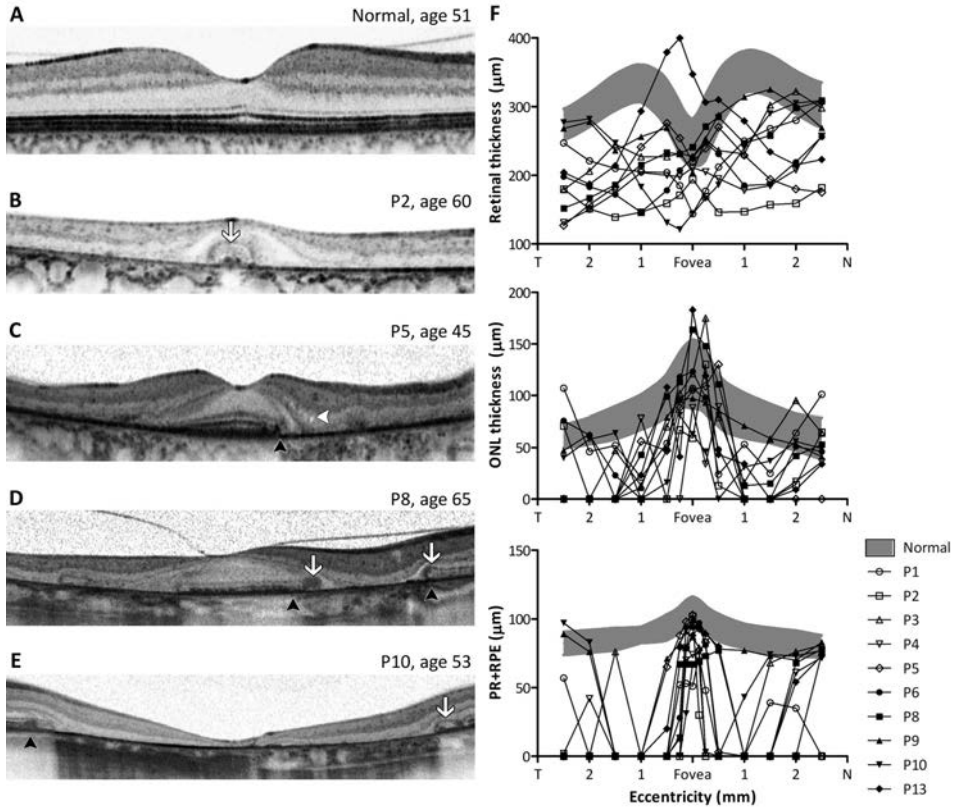 A
Normal, age 51
B
P2, age 60
C
P5, age 45
D
P8, age 65
E
P10, age 53
F
Retinal thickness (µm)
400
300
200
100
T 2 1 Fovea 1 2 N
ONL thickness (µm)
200
150
100
50
0
T 2 1 Fovea 1 2 N
PR+RPE (µm)
150
100
50
0
T 2 1 Fovea 1 2 N
Eccentricity (mm)
Normal
P1
P2
P3
P4
P5
P6
P8
P9
P10
P13